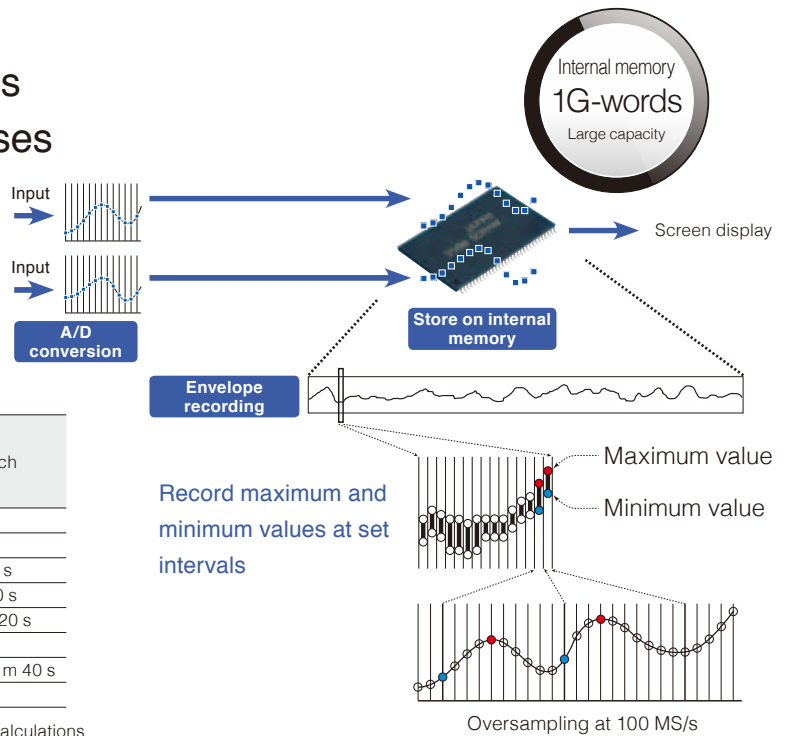 s
ses
Internal memory
1G-words
Large capacity
Input
Input
Screen display
A/D
conversion
Store on internal
memory
Envelope
recording
ch
s
0 s
20 s
m 40 s
alculations
Record maximum and
minimum values at set
intervals
Maximum value
Minimum value
Oversampling at 100 MS/s